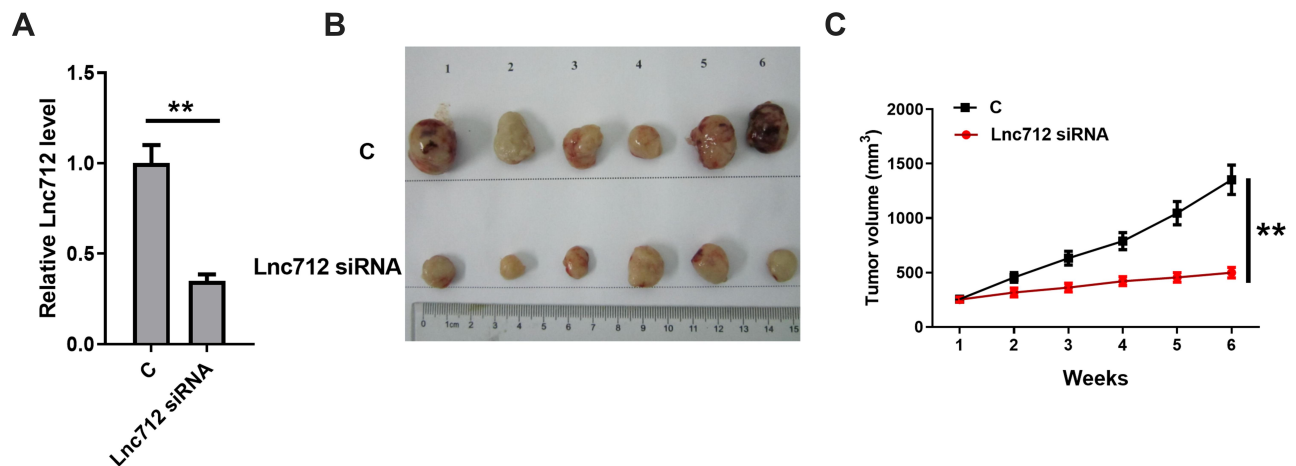 A
Relative Lnc712 level
1.5
1.0
0.5
0.0
**
C
Lnc712 siRNA
B
1 2 3 4 5 6
C
Lnc712 siRNA
0 1cm 2 3 4 5 6 7 8 9 10 11 12 13 14 15
C
C
Lnc712 siRNA
Tumor volume (mm³)
2000
1500
1000
500
0
**
1 2 3 4 5 6
Weeks